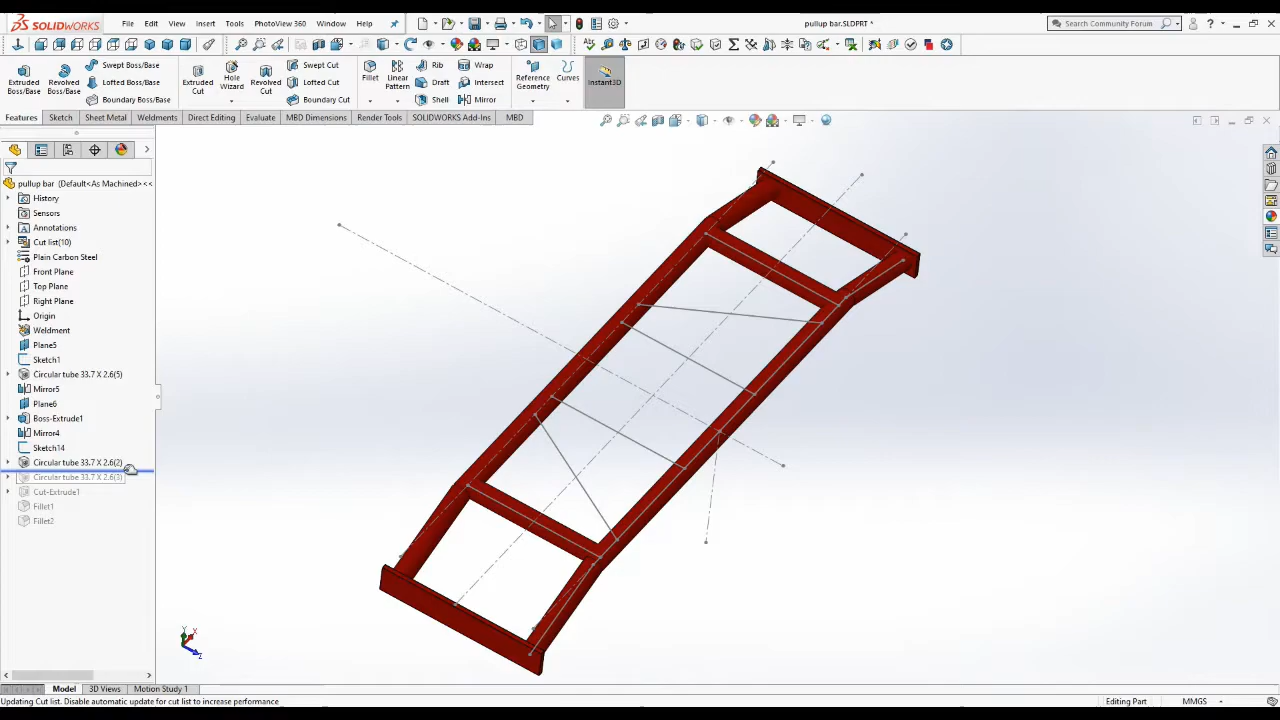 SOLIDWORKS
File
Edit
View
Insert
Tools
PhotoView 360
Window
Help
pullup bar.SLDPRT *
Search Community Forum
Extruded
Boss/Base
Revolved
Boss/Base
Swept Boss/Base
Lofted Boss/Base
Boundary Boss/Base
Extruded
Cut
Hole
Wizard
Revolved
Cut
Swept Cut
Lofted Cut
Boundary Cut
Fillet
Linear
Pattern
Rib
Draft
Shell
Wrap
Intersect
Mirror
Reference
Geometry
Curves
Instant3D
Features
Sketch
Sheet Metal
Weldments
Direct Editing
Evaluate
MBD Dimensions
Render Tools
SOLIDWORKS Add-Ins
MBD
pullup bar (Default<As Machined><<
History
Sensors
Annotations
Cut list(10)
Plain Carbon Steel
Front Plane
Top Plane
Right Plane
Origin
Weldment
Plane5
Sketch1
Circular tube 33.7 X 2.6(5)
Mirror5
Plane6
Boss-Extrude1
Mirror4
Sketch14
Circular tube 33.7 X 2.6(2)
Circular tube 33.7 X 2.6(3)
Cut-Extrude1
Fillet1
Fillet2
Y
X
Z
Model
3D Views
Motion Study 1
Updating Cut list. Disable automatic update for cut list to increase performance
Editing Part
MMGS